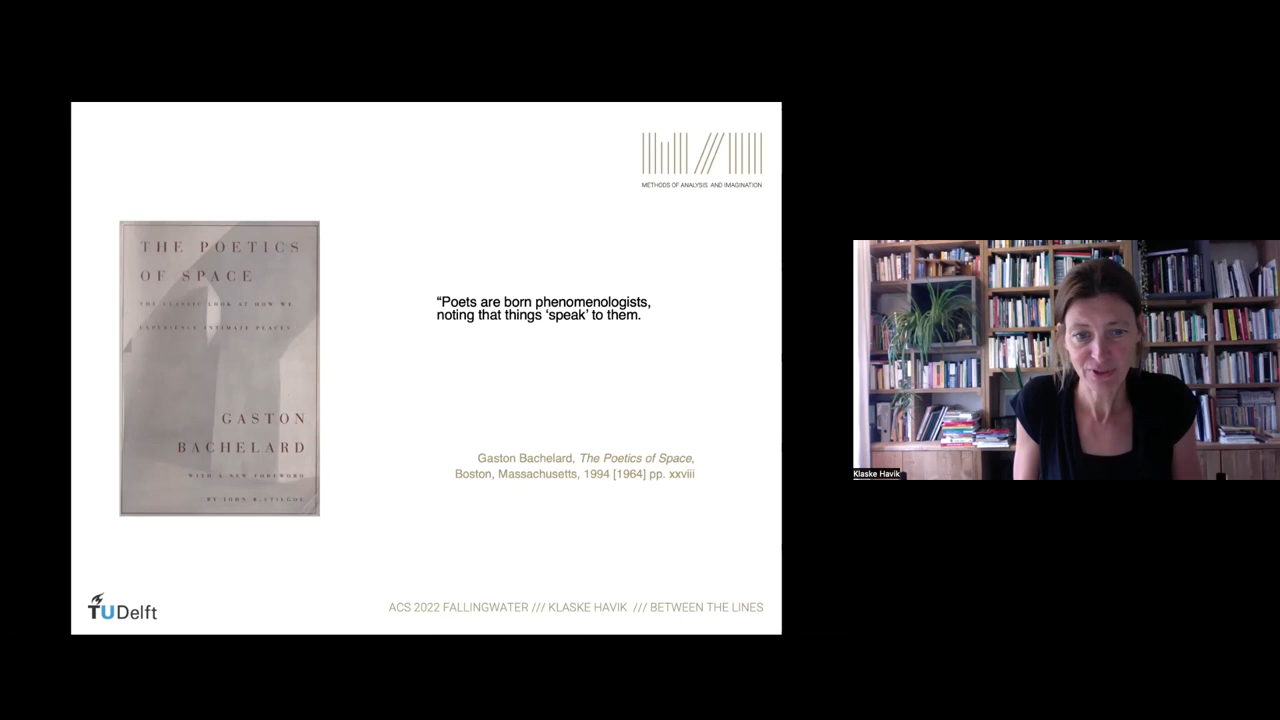 METHODS OF ANALYSIS AND IMAGINATION
THE POETICS
OF SPACE
THE CLASSIC LOOK AT HOW WE
EXPERIENCE INTIMATE PLACES
GASTON
BACHELARD
WITH A NEW FOREWORD
BY JOHN R. STILGOE
“Poets are born phenomenologists,
noting that things ‘speak’ to them.
Gaston Bachelard, The Poetics of Space,
Boston, Massachusetts, 1994 [1964] pp. xxviii
TUDelft
ACS 2022 FALLINGWATER /// KLASKE HAVIK /// BETWEEN THE LINES
Klaske Havik